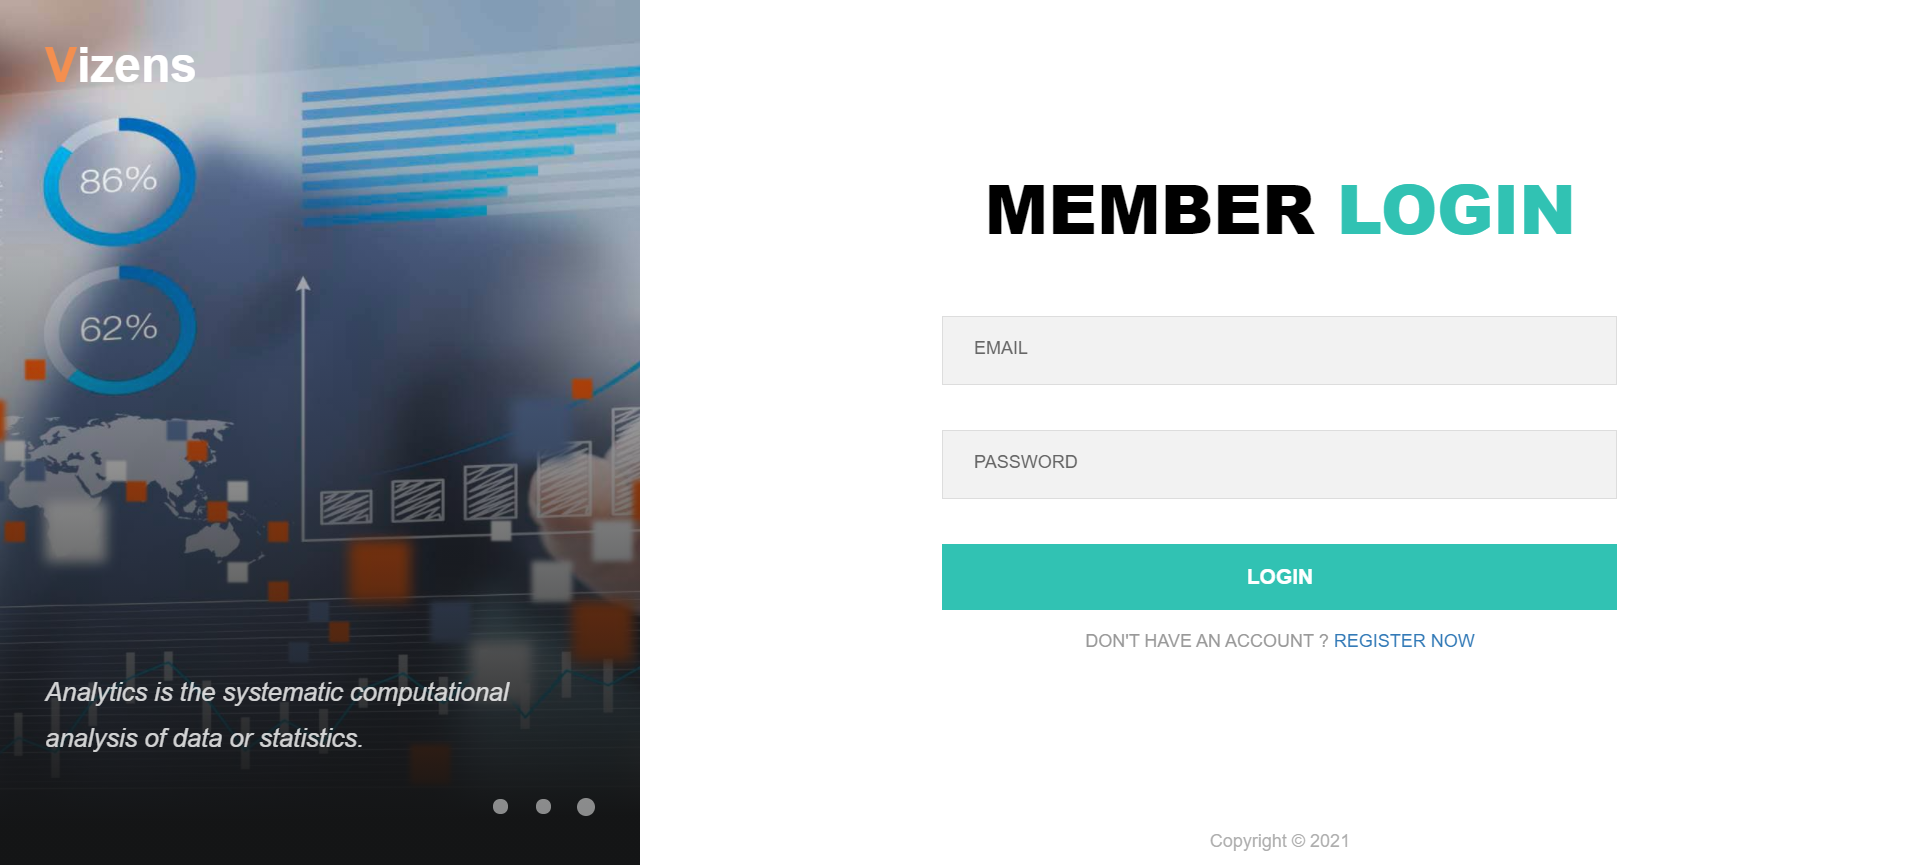 Vizens
86%
62%
Analytics is the systematic computational
analysis of data or statistics.
MEMBER LOGIN
EMAIL
PASSWORD
LOGIN
DON'T HAVE AN ACCOUNT ? REGISTER NOW
Copyright © 2021